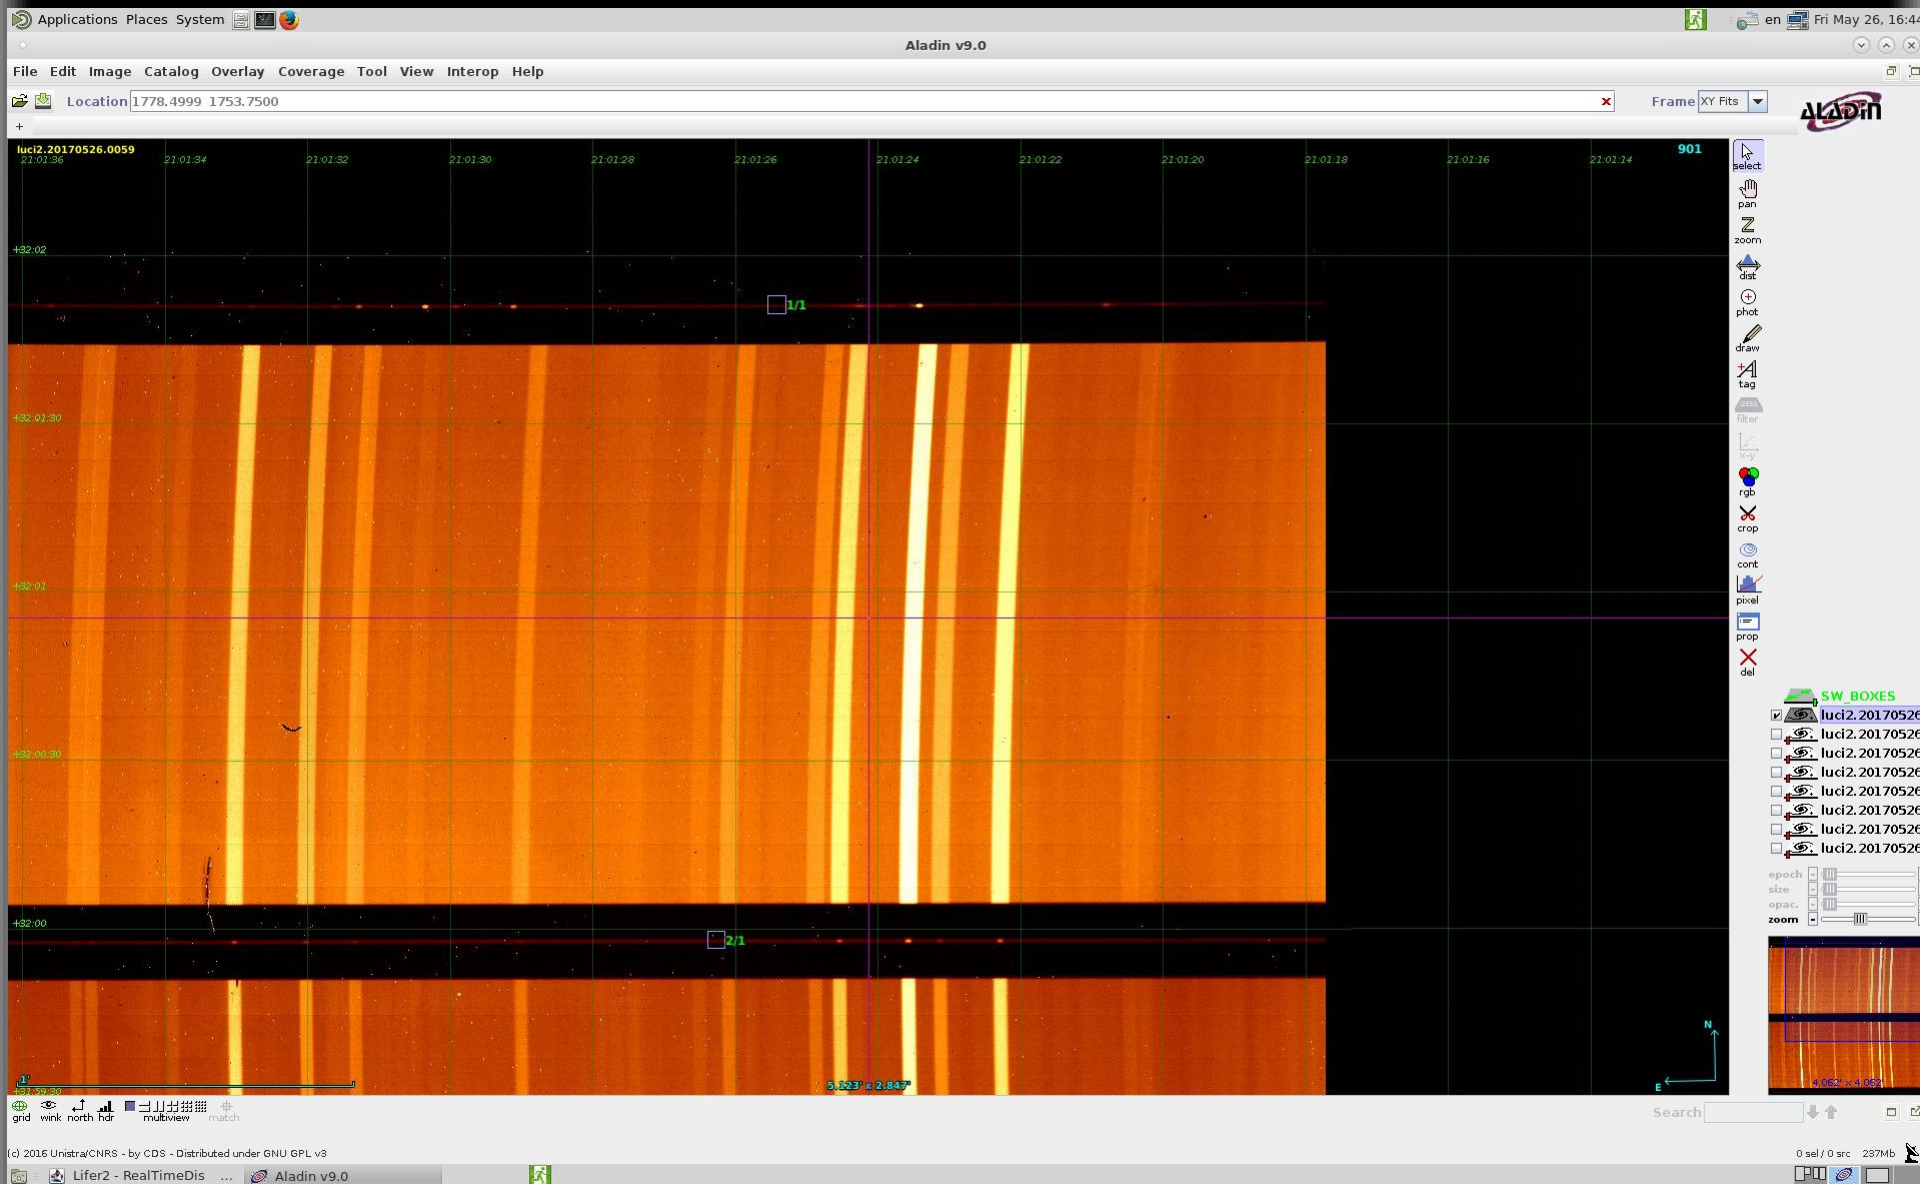 Applications Places System en Fri May 26, 16:44
Aladin v9.0
File Edit Image Catalog Overlay Coverage Tool View Interop Help
Location 1778.4999 1753.7500 Frame XY Fits
ALADIN
+
luci2.20170526.0059 901
21:01:36 21:01:34 21:01:32 21:01:30 21:01:28 21:01:26 21:01:24 21:01:22 21:01:20 21:01:18 21:01:16 21:01:14
select
pan
zoom
dist
phot
draw
tag
filter
x-y
rgb
crop
cont
pixel
prop
del
+32:02
1/1
+32:01:30
+32:01
+32:00:30
+32:00
2/1
+31:59:30
1'
5.123' x 2.847'
N
E
SW_BOXES
luci2.20170526
luci2.20170526
luci2.20170526
luci2.20170526
luci2.20170526
luci2.20170526
luci2.20170526
luci2.20170526
epoch
size
opac.
zoom
4.062' x 4.062'
grid wink north hdr multiview match
Search
(c) 2016 Unistra/CNRS - by CDS - Distributed under GNU GPL v3 0 sel / 0 src 237Mb
Lifer2 - RealTimeDis ... Aladin v9.0